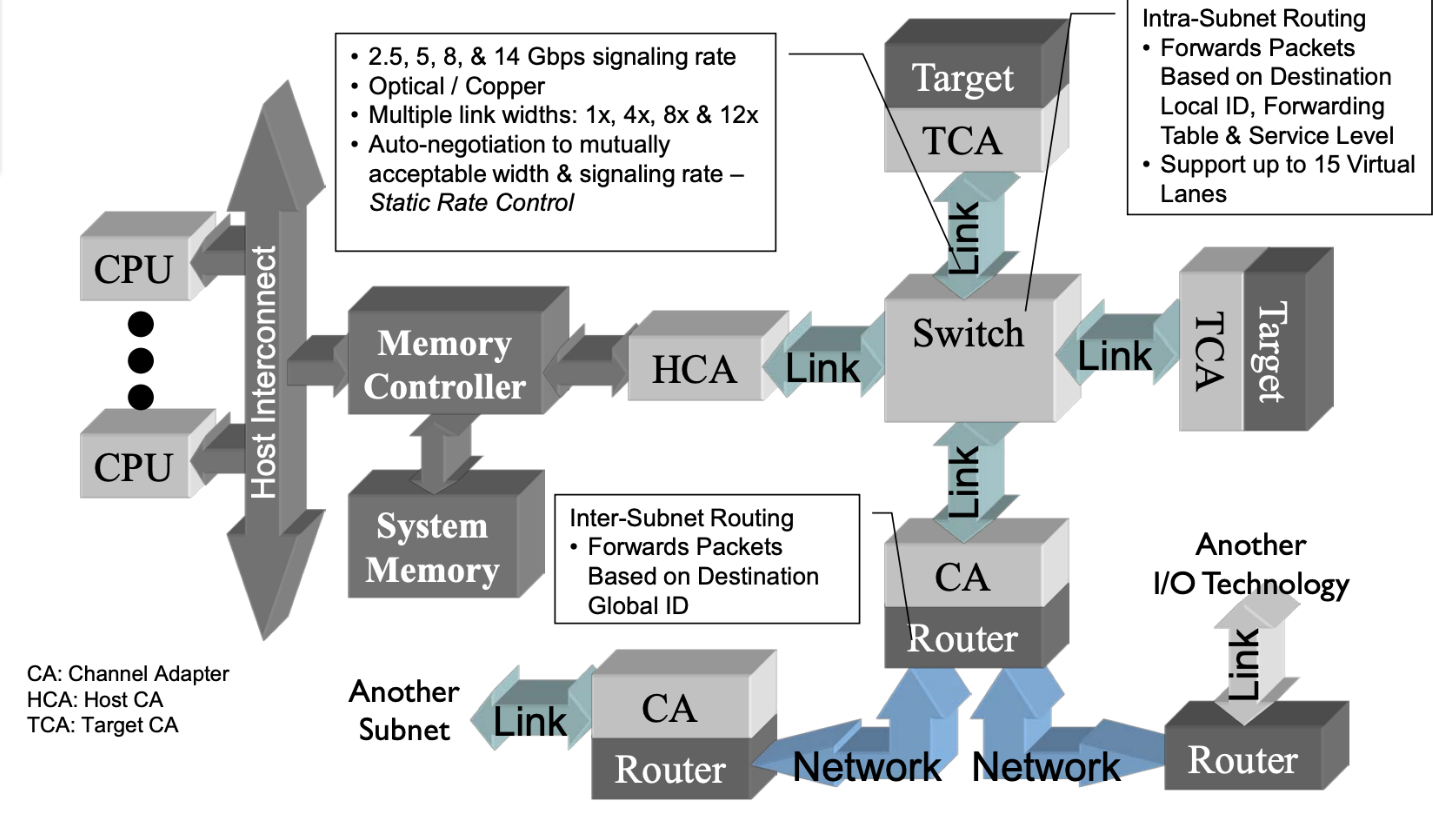 • 2.5, 5, 8, & 14 Gbps signaling rate
• Optical / Copper
• Multiple link widths: 1x, 4x, 8x & 12x
• Auto-negotiation to mutually
acceptable width & signaling rate –
Static Rate Control
Target
TCA
Intra-Subnet Routing
• Forwards Packets
Based on Destination
Local ID, Forwarding
Table & Service Level
• Support up to 15 Virtual
Lanes
Link
CPU
CPU
Host Interconnect
Memory
Controller
HCA
Link
Switch
Link
TCA
Target
System
Memory
Link
Inter-Subnet Routing
• Forwards Packets
Based on Destination
Global ID
CA
Router
Another
I/O Technology
Link
CA: Channel Adapter
HCA: Host CA
TCA: Target CA
Another
Subnet
Link
CA
Router
Network
Network
Router